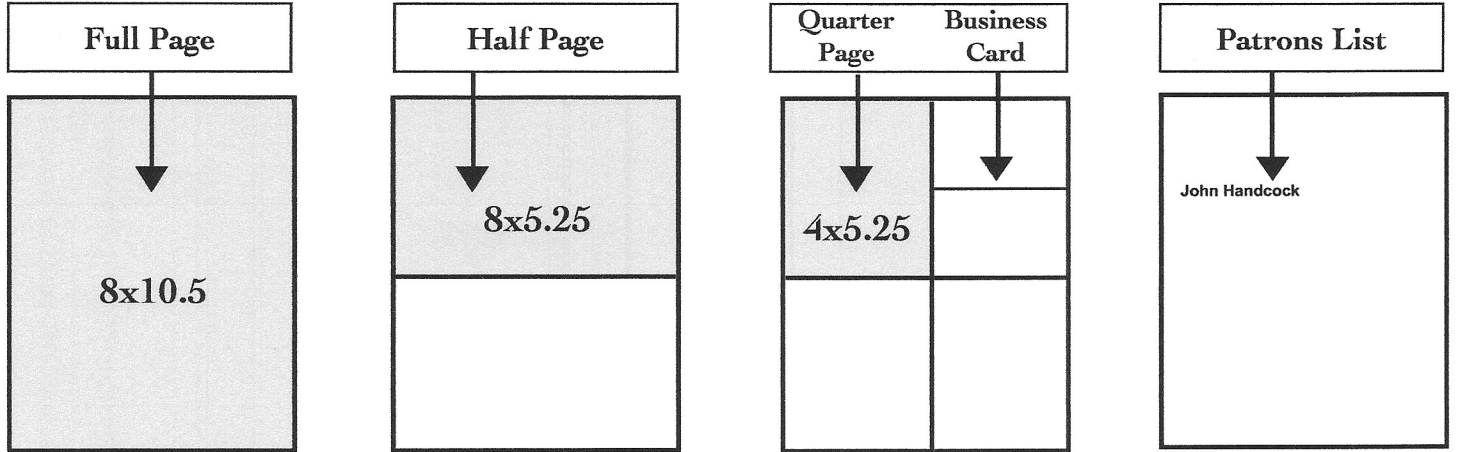 Full Page
8x10.5
Half Page
8x5.25
Quarter
Page
Business
Card
4x5.25
Patrons List
John Handcock